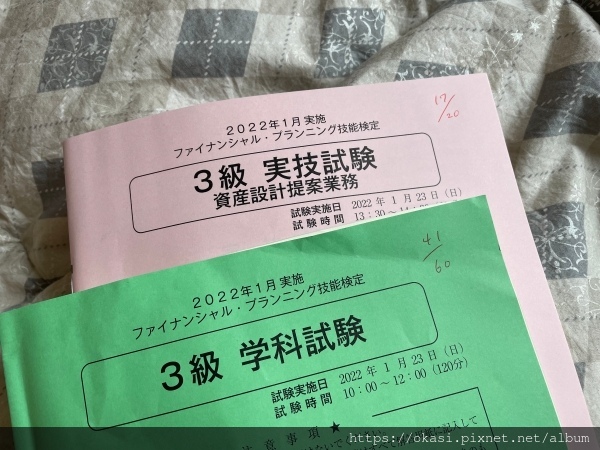 17/20
2022年1月実施
ファイナンシャル・プランニング技能検定
3級 実技試験
資産設計提案業務
試験実施日 2022年1月23日(日)
試験時間 13:30~
41/60
2022年1月実施
ファイナンシャル・プランニング技能検定
3級 学科試験
試験実施日 2022年1月23日(日)
試験時間 10:00~12:00(120分)
注意事項 ★
https://okasi.pixnet.net/album